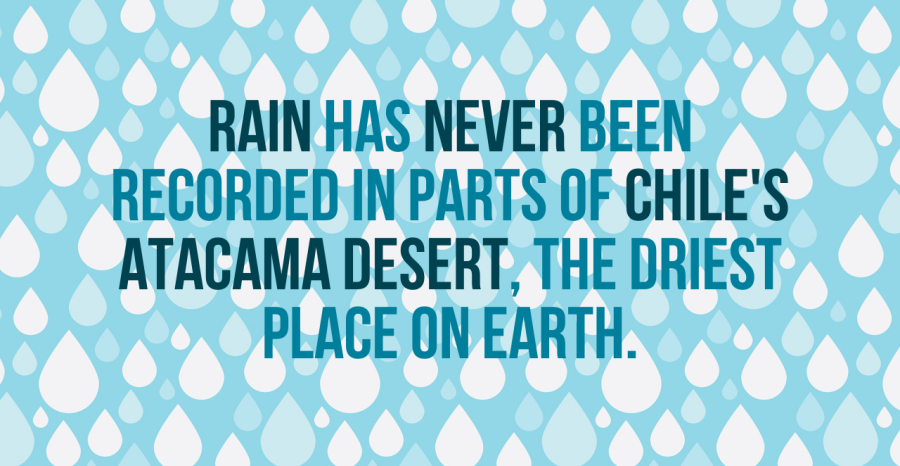 RAIN HAS NEVER BEEN
RECORDED IN PARTS OF CHILE'S
ATACAMA DESERT, THE DRIEST
PLACE ON EARTH.